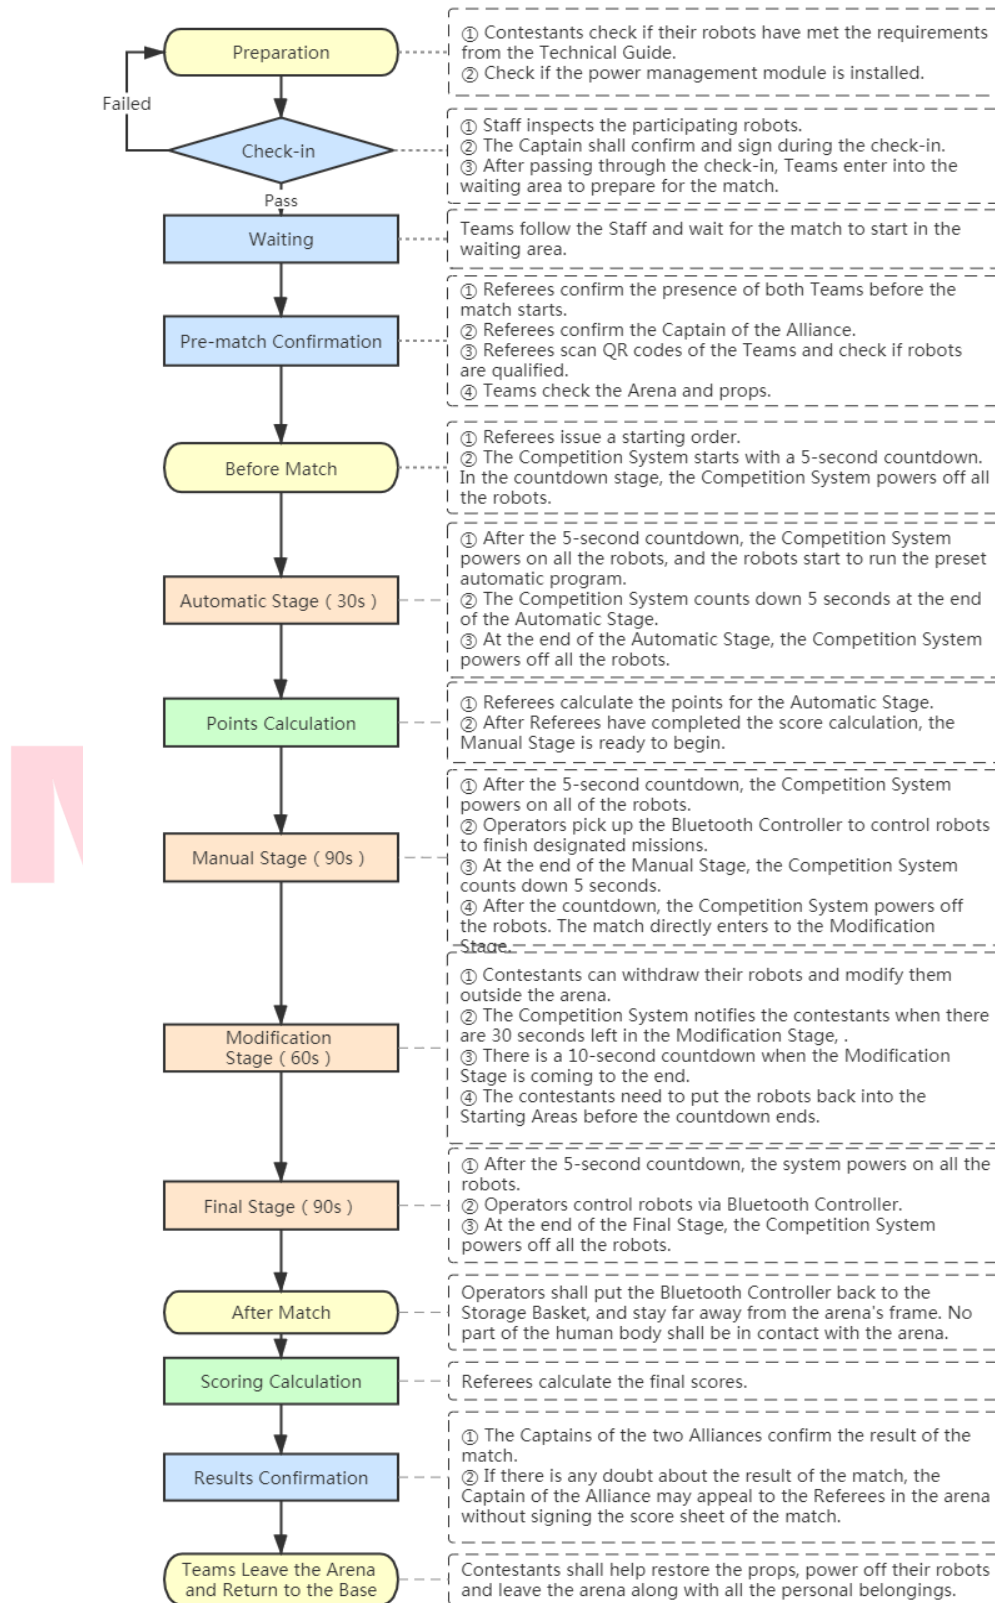 Preparation
① Contestants check if their robots have met the requirements
from the Technical Guide.
② Check if the power management module is installed.
Failed
Check-in
① Staff inspects the participating robots.
② The Captain shall confirm and sign during the check-in.
③ After passing through the check-in, Teams enter into the
waiting area to prepare for the match.
Pass
Waiting
Teams follow the Staff and wait for the match to start in the
waiting area.
Pre-match Confirmation
① Referees confirm the presence of both Teams before the
match starts.
② Referees confirm the Captain of the Alliance.
③ Referees scan QR codes of the Teams and check if robots
are qualified.
④ Teams check the Arena and props.
Before Match
① Referees issue a starting order.
② The Competition System starts with a 5-second countdown.
In the countdown stage, the Competition System powers off all
the robots.
Automatic Stage ( 30s )
① After the 5-second countdown, the Competition System
powers on all the robots, and the robots start to run the preset
automatic program.
② The Competition System counts down 5 seconds at the end
of the Automatic Stage.
③ At the end of the Automatic Stage, the Competition System
powers off all the robots.
Points Calculation
① Referees calculate the points for the Automatic Stage.
② After Referees have completed the score calculation, the
Manual Stage is ready to begin.
Manual Stage ( 90s )
① After the 5-second countdown, the Competition System
powers on all of the robots.
② Operators pick up the Bluetooth Controller to control robots
to finish designated missions.
③ At the end of the Manual Stage, the Competition System
counts down 5 seconds.
④ After the countdown, the Competition System powers off
the robots. The match directly enters to the Modification
Stage.
Modification
Stage ( 60s )
① Contestants can withdraw their robots and modify them
outside the arena.
② The Competition System notifies the contestants when there
are 30 seconds left in the Modification Stage, .
③ There is a 10-second countdown when the Modification
Stage is coming to the end.
④ The contestants need to put the robots back into the
Starting Areas before the countdown ends.
Final Stage ( 90s )
① After the 5-second countdown, the system powers on all the
robots.
② Operators control robots via Bluetooth Controller.
③ At the end of the Final Stage, the Competition System
powers off all the robots.
After Match
Operators shall put the Bluetooth Controller back to the
Storage Basket, and stay far away from the arena's frame. No
part of the human body shall be in contact with the arena.
Scoring Calculation
Referees calculate the final scores.
Results Confirmation
① The Captains of the two Alliances confirm the result of the
match.
② If there is any doubt about the result of the match, the
Captain of the Alliance may appeal to the Referees in the arena
without signing the score sheet of the match.
Teams Leave the Arena
and Return to the Base
Contestants shall help restore the props, power off their robots
and leave the arena along with all the personal belongings.